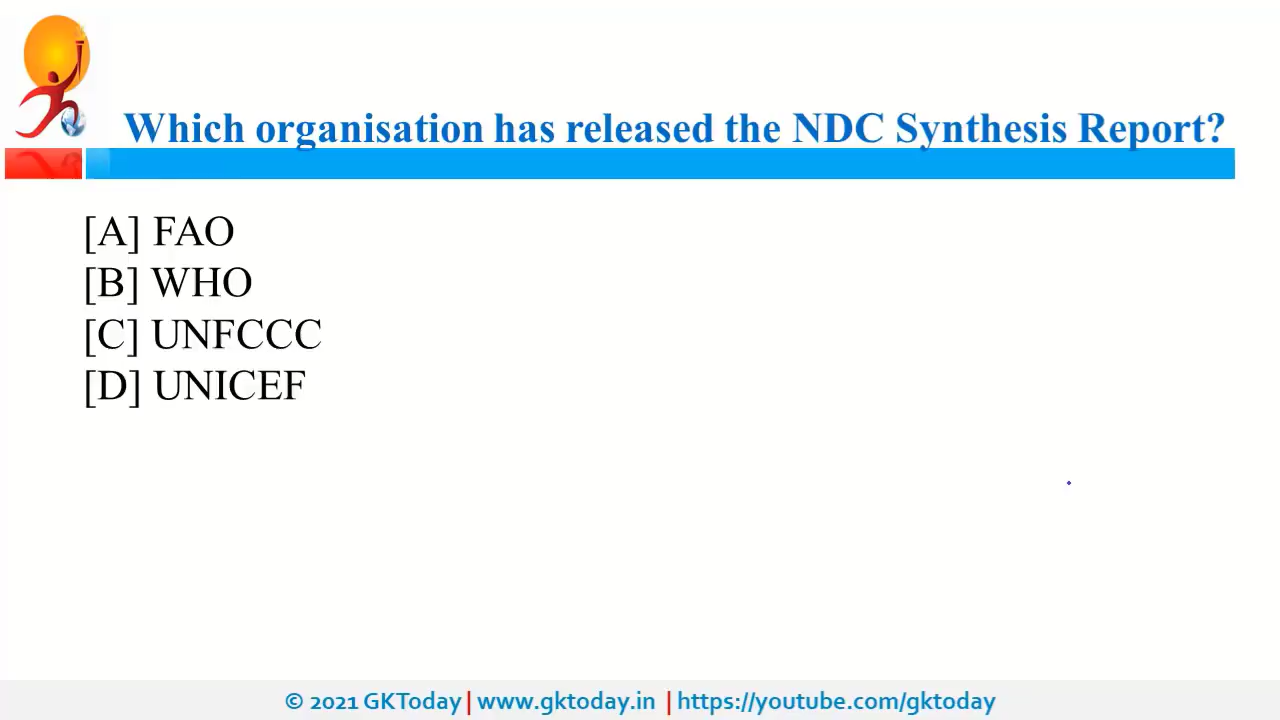 Which organisation has released the NDC Synthesis Report?
[A] FAO
[B] WHO
[C] UNFCCC
[D] UNICEF
© 2021 GKToday | www.gktoday.in | https://youtube.com/gktoday